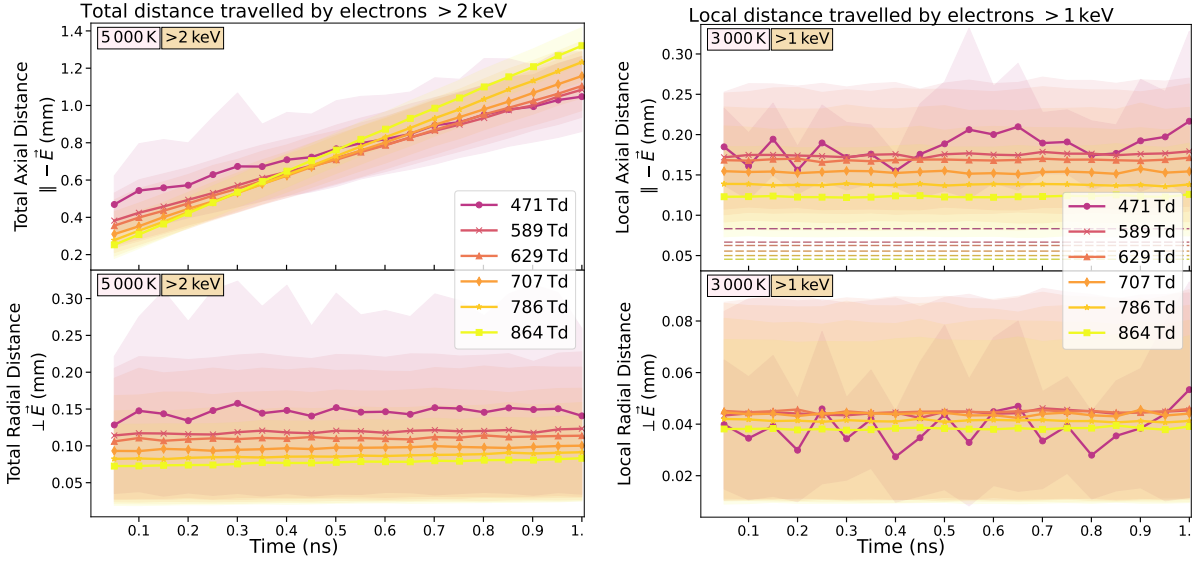 Total distance travelled by electrons > 2 keV
5 000 K >2 keV
1.4
1.2
1.0
0.8
0.6
0.4
0.2
Total Axial Distance
∥ −E⃗ (mm)
471 Td
589 Td
629 Td
707 Td
786 Td
864 Td
5 000 K >2 keV
0.30
0.25
0.20
0.15
0.10
0.05
Total Radial Distance
⊥E⃗ (mm)
0.1 0.2 0.3 0.4 0.5 0.6 0.7 0.8 0.9 1.
Time (ns)
Local distance travelled by electrons > 1 keV
3 000 K >1 keV
0.30
0.25
0.20
0.15
0.10
0.05
Local Axial Distance
∥ −E⃗ (mm)
471 Td
589 Td
629 Td
707 Td
786 Td
864 Td
3 000 K >1 keV
0.08
0.06
0.04
0.02
Local Radial Distance
⊥E⃗ (mm)
0.1 0.2 0.3 0.4 0.5 0.6 0.7 0.8 0.9 1.
Time (ns)